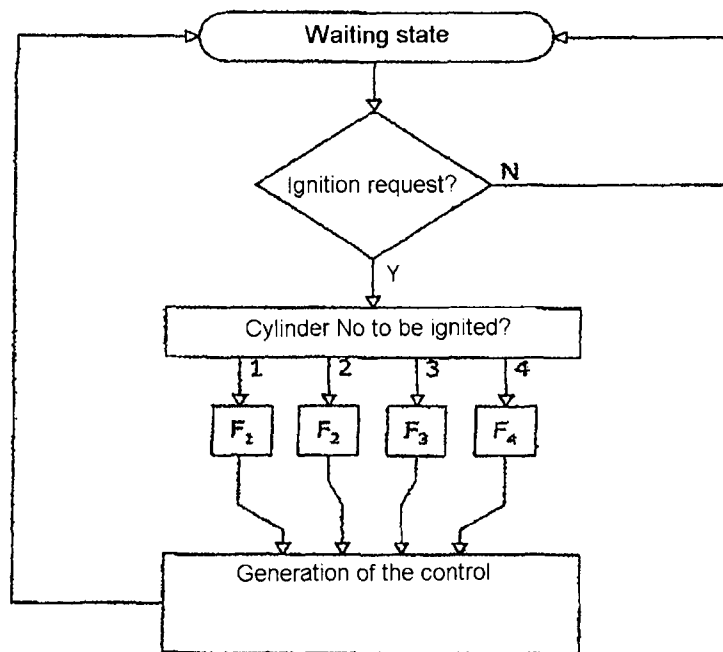 Waiting state
Ignition request?
N
Y
Cylinder No to be ignited?
1 2 3 4
F₁ F₂ F₃ F₄
Generation of the control